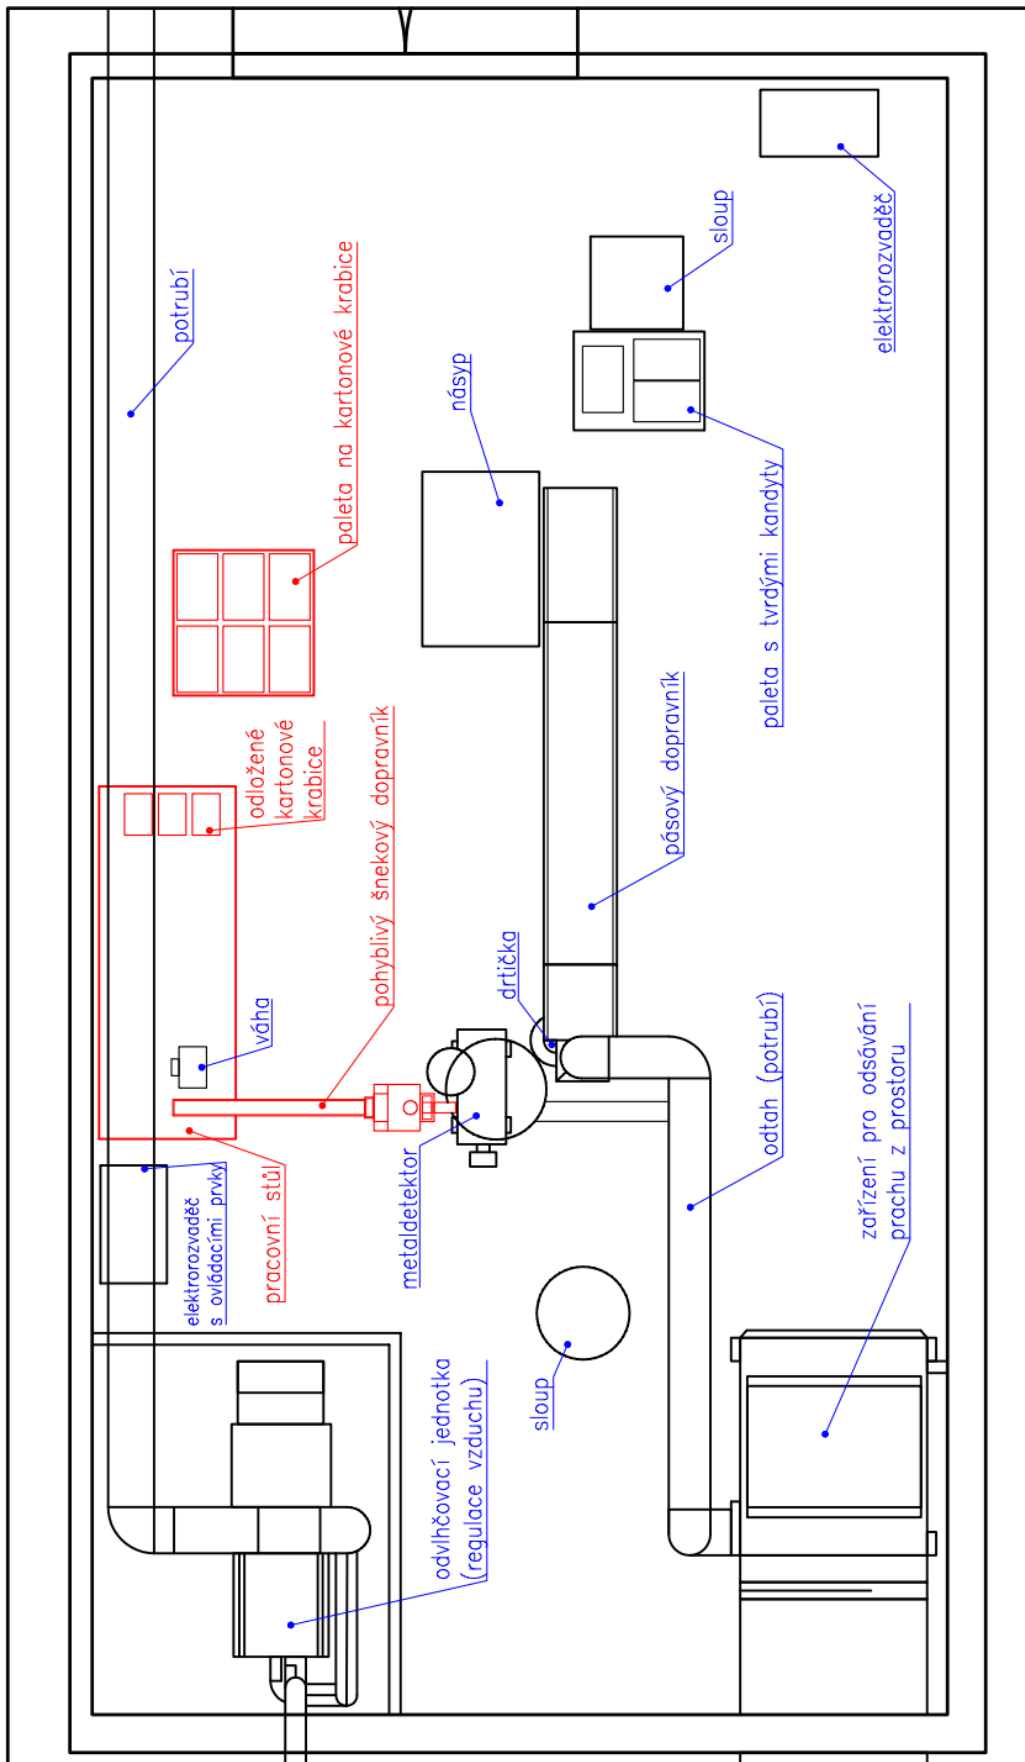 potrubí
paleta na kartonové krabice
násyp
sloup
elektrorozvaděč
paleta s tvrdými kandyty
odložené
kartonové
krabice
pohyblivý šnekový dopravník
pásový dopravník
váha
drtička
odtah (potrubí)
zařízení pro odsávání
prachu z prostoru
elektrorozvaděč
s ovládacími prvky
pracovní stůl
metaldetektor
sloup
odvlhčovací jednotka
(regulace vzduchu)